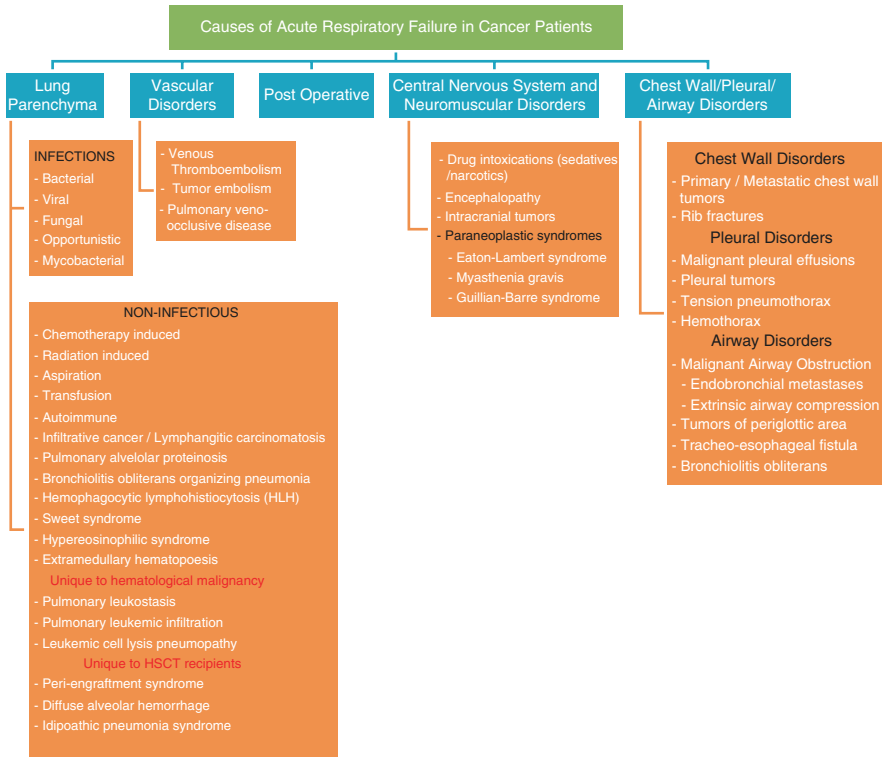 Causes of Acute Respiratory Failure in Cancer Patients
Lung
Parenchyma
Vascular
Disorders
Post Operative
Central Nervous System and
Neuromuscular Disorders
Chest Wall/Pleural/
Airway Disorders
INFECTIONS
- Bacterial
- Viral
- Fungal
- Opportunistic
- Mycobacterial
NON-INFECTIOUS
- Chemotherapy induced
- Radiation induced
- Aspiration
- Transfusion
- Autoimmune
- Infiltrative cancer / Lymphangitic carcinomatosis
- Pulmonary alvelolar proteinosis
- Bronchiolitis obliterans organizing pneumonia
- Hemophagocytic lymphohistiocytosis (HLH)
- Sweet syndrome
- Hypereosinophilic syndrome
- Extramedullary hematopoesis
Unique to hematological malignancy
- Pulmonary leukostasis
- Pulmonary leukemic infiltration
- Leukemic cell lysis pneumopathy
Unique to HSCT recipients
- Peri-engraftment syndrome
- Diffuse alveolar hemorrhage
- Idipoathic pneumonia syndrome
- Venous
Thromboembolism
- Tumor embolism
- Pulmonary veno-
occlusive disease
- Drug intoxications (sedatives
/narcotics)
- Encephalopathy
- Intracranial tumors
- Paraneoplastic syndromes
- Eaton-Lambert syndrome
- Myasthenia gravis
- Guillian-Barre syndrome
Chest Wall Disorders
- Primary / Metastatic chest wall
tumors
- Rib fractures
Pleural Disorders
- Malignant pleural effusions
- Pleural tumors
- Tension pneumothorax
- Hemothorax
Airway Disorders
- Malignant Airway Obstruction
- Endobronchial metastases
- Extrinsic airway compression
- Tumors of periglottic area
- Tracheo-esophageal fistula
- Bronchiolitis obliterans